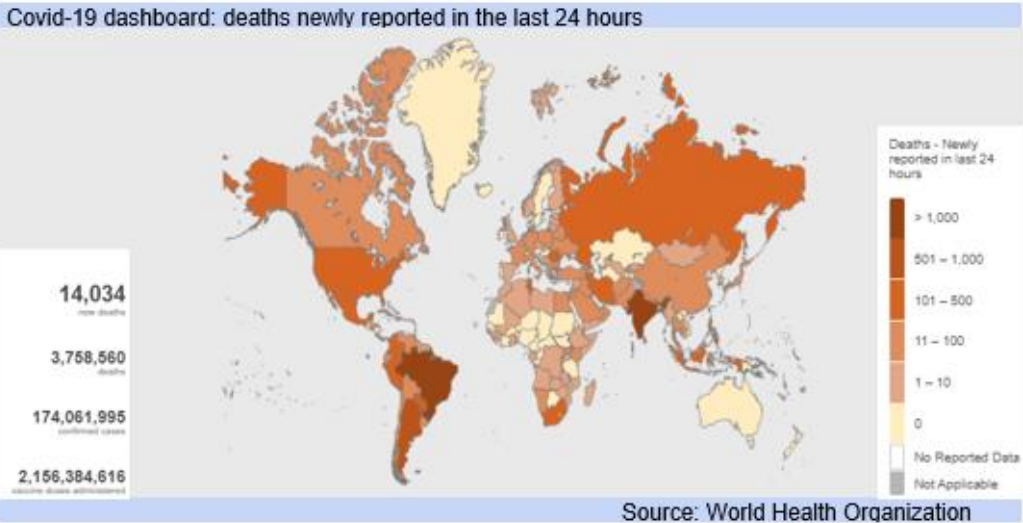 Covid-19 dashboard: deaths newly reported in the last 24 hours
14,034
new deaths
3,758,560
deaths
174,061,995
confirmed cases
2,156,384,616
vaccine doses administered
Deaths - Newly
reported in last 24
hours
> 1,000
501 – 1,000
101 – 500
11 – 100
1 – 10
0
No Reported Data
Not Applicable
Source: World Health Organization